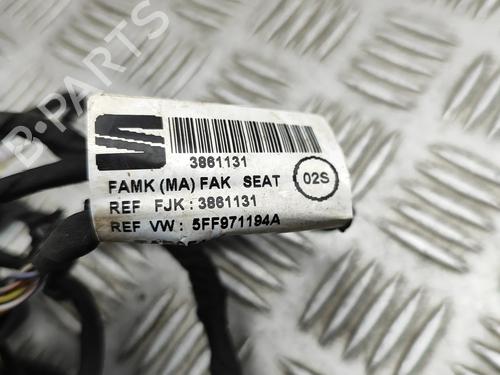 B-PARTS
3861131
FAMK (MA) FAK SEAT
02S
REF FJK : 3861131
REF VW : 5FF971194A